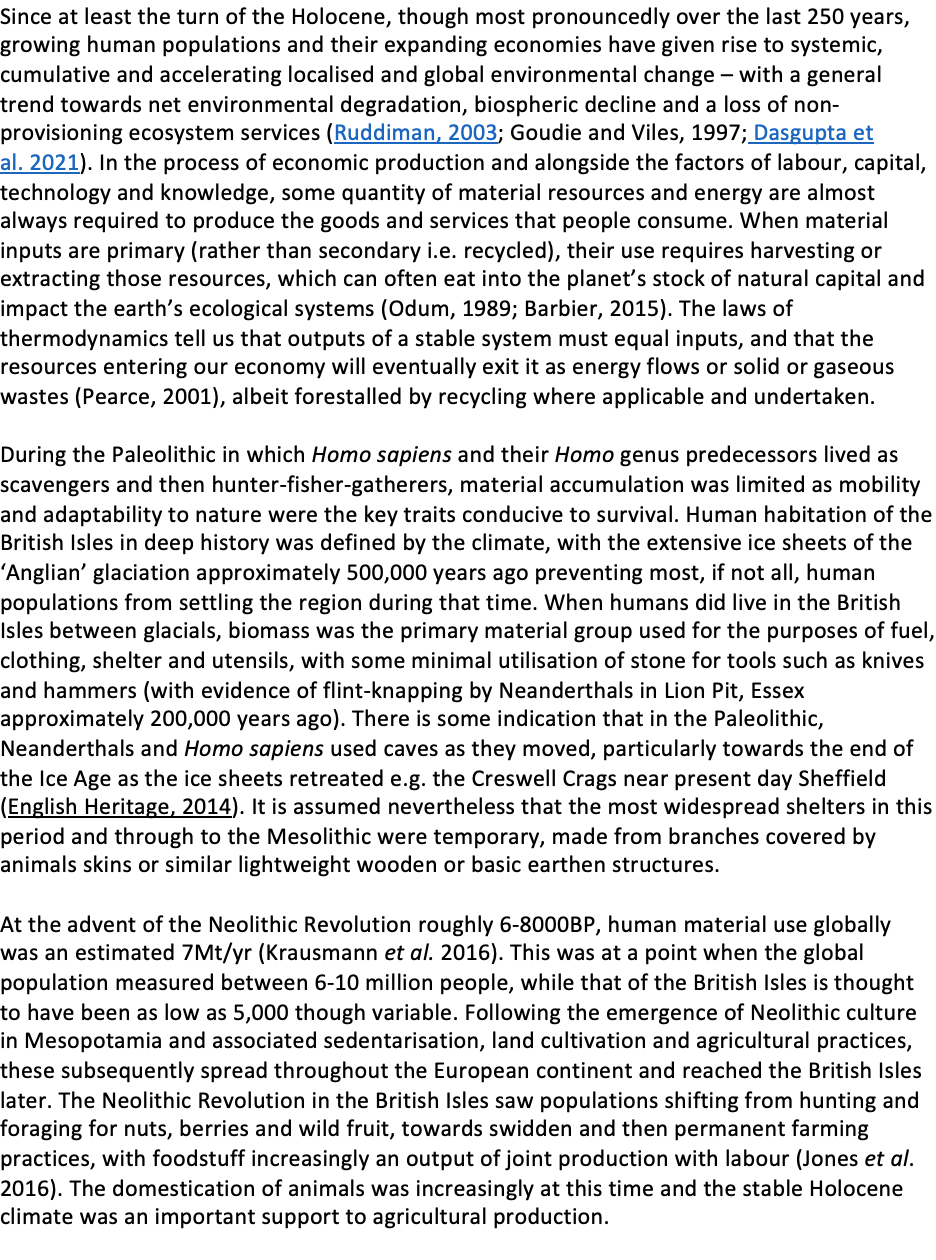 Since at least the turn of the Holocene, though most pronouncedly over the last 250 years,
growing human populations and their expanding economies have given rise to systemic,
cumulative and accelerating localised and global environmental change – with a general
trend towards net environmental degradation, biospheric decline and a loss of non-
provisioning ecosystem services (Ruddiman, 2003; Goudie and Viles, 1997; Dasgupta et
al. 2021). In the process of economic production and alongside the factors of labour, capital,
technology and knowledge, some quantity of material resources and energy are almost
always required to produce the goods and services that people consume. When material
inputs are primary (rather than secondary i.e. recycled), their use requires harvesting or
extracting those resources, which can often eat into the planet’s stock of natural capital and
impact the earth’s ecological systems (Odum, 1989; Barbier, 2015). The laws of
thermodynamics tell us that outputs of a stable system must equal inputs, and that the
resources entering our economy will eventually exit it as energy flows or solid or gaseous
wastes (Pearce, 2001), albeit forestalled by recycling where applicable and undertaken.

During the Paleolithic in which Homo sapiens and their Homo genus predecessors lived as
scavengers and then hunter-fisher-gatherers, material accumulation was limited as mobility
and adaptability to nature were the key traits conducive to survival. Human habitation of the
British Isles in deep history was defined by the climate, with the extensive ice sheets of the
‘Anglian’ glaciation approximately 500,000 years ago preventing most, if not all, human
populations from settling the region during that time. When humans did live in the British
Isles between glacials, biomass was the primary material group used for the purposes of fuel,
clothing, shelter and utensils, with some minimal utilisation of stone for tools such as knives
and hammers (with evidence of flint-knapping by Neanderthals in Lion Pit, Essex
approximately 200,000 years ago). There is some indication that in the Paleolithic,
Neanderthals and Homo sapiens used caves as they moved, particularly towards the end of
the Ice Age as the ice sheets retreated e.g. the Creswell Crags near present day Sheffield
(English Heritage, 2014). It is assumed nevertheless that the most widespread shelters in this
period and through to the Mesolithic were temporary, made from branches covered by
animals skins or similar lightweight wooden or basic earthen structures.

At the advent of the Neolithic Revolution roughly 6-8000BP, human material use globally
was an estimated 7Mt/yr (Krausmann et al. 2016). This was at a point when the global
population measured between 6-10 million people, while that of the British Isles is thought
to have been as low as 5,000 though variable. Following the emergence of Neolithic culture
in Mesopotamia and associated sedentarisation, land cultivation and agricultural practices,
these subsequently spread throughout the European continent and reached the British Isles
later. The Neolithic Revolution in the British Isles saw populations shifting from hunting and
foraging for nuts, berries and wild fruit, towards swidden and then permanent farming
practices, with foodstuff increasingly an output of joint production with labour (Jones et al.
2016). The domestication of animals was increasingly at this time and the stable Holocene
climate was an important support to agricultural production.